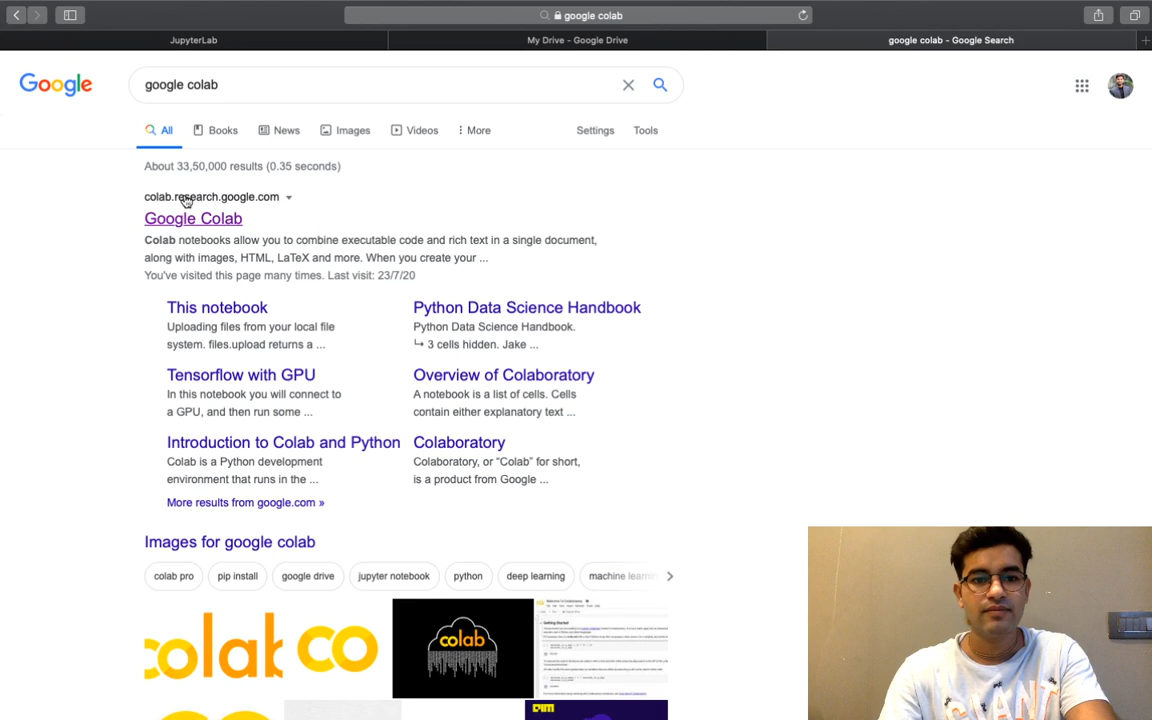 google colab
JupyterLab
My Drive - Google Drive
google colab - Google Search
Google
google colab
All
Books
News
Images
Videos
More
Settings
Tools
About 33,50,000 results (0.35 seconds)
colab.research.google.com
Google Colab
Colab notebooks allow you to combine executable code and rich text in a single document,
along with images, HTML, LaTeX and more. When you create your ...
You've visited this page many times. Last visit: 23/7/20
This notebook
Uploading files from your local file
system. files.upload returns a ...
Python Data Science Handbook
Python Data Science Handbook.
↳ 3 cells hidden. Jake ...
Tensorflow with GPU
In this notebook you will connect to
a GPU, and then run some ...
Overview of Colaboratory
A notebook is a list of cells. Cells
contain either explanatory text ...
Introduction to Colab and Python
Colab is a Python development
environment that runs in the ...
Colaboratory
Colaboratory, or "Colab" for short,
is a product from Google ...
More results from google.com »
Images for google colab
colab pro
pip install
google drive
jupyter notebook
python
deep learning
machine learnin
colab
CO
colab
Getting Started
GIANT